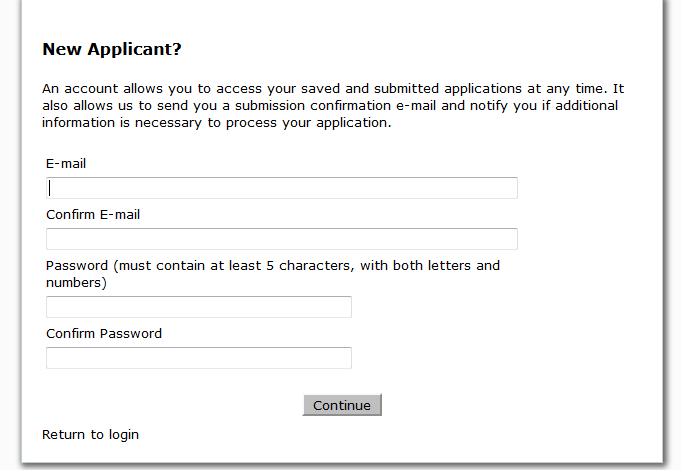 New Applicant?
An account allows you to access your saved and submitted applications at any time. It
also allows us to send you a submission confirmation e-mail and notify you if additional
information is necessary to process your application.
E-mail
Confirm E-mail
Password (must contain at least 5 characters, with both letters and
numbers)
Confirm Password
Continue
Return to login